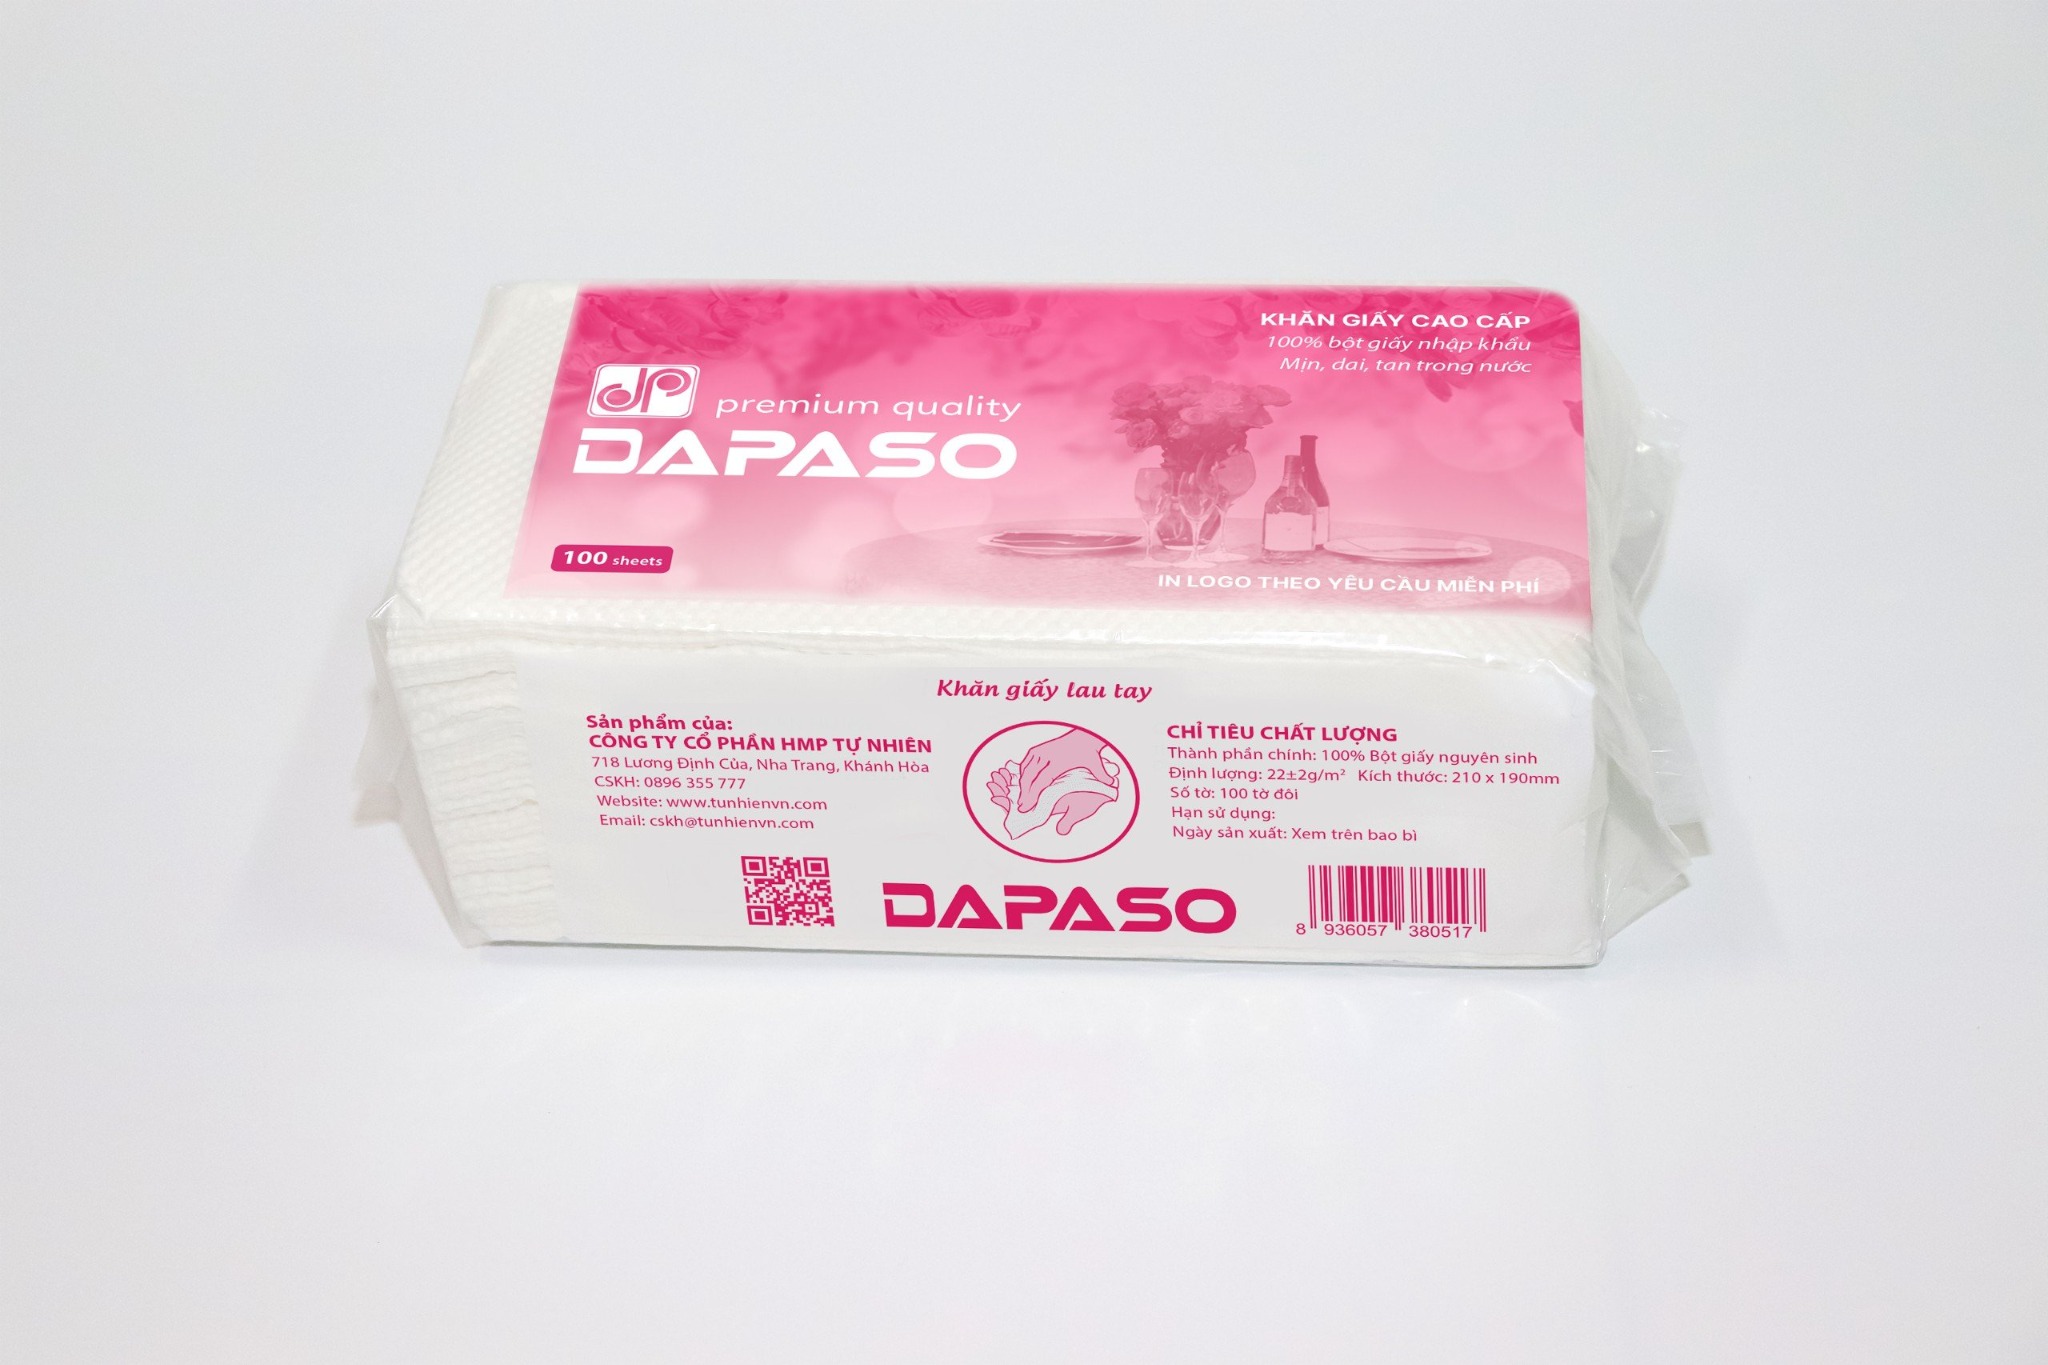 KHĂN GIẤY CAO CẤP
100% bột giấy nhập khẩu
Mịn, dai, tan trong nước
dp
premium quality
DAPASO
100 sheets
IN LOGO THEO YÊU CẦU MIỄN PHÍ
Khăn giấy lau tay
Sản phẩm của:
CÔNG TY CỔ PHẦN HMP TỰ NHIÊN
718 Lương Định Của, Nha Trang, Khánh Hòa
CSKH: 0896 355 777
Website: www.tunhienvn.com
Email: cskh@tunhienvn.com
CHỈ TIÊU CHẤT LƯỢNG
Thành phần chính: 100% Bột giấy nguyên sinh
Định lượng: 22±2g/m² Kích thước: 210 x 190mm
Số tờ: 100 tờ đôi
Hạn sử dụng:
Ngày sản xuất: Xem trên bao bì
DAPASO
8 936057 380517